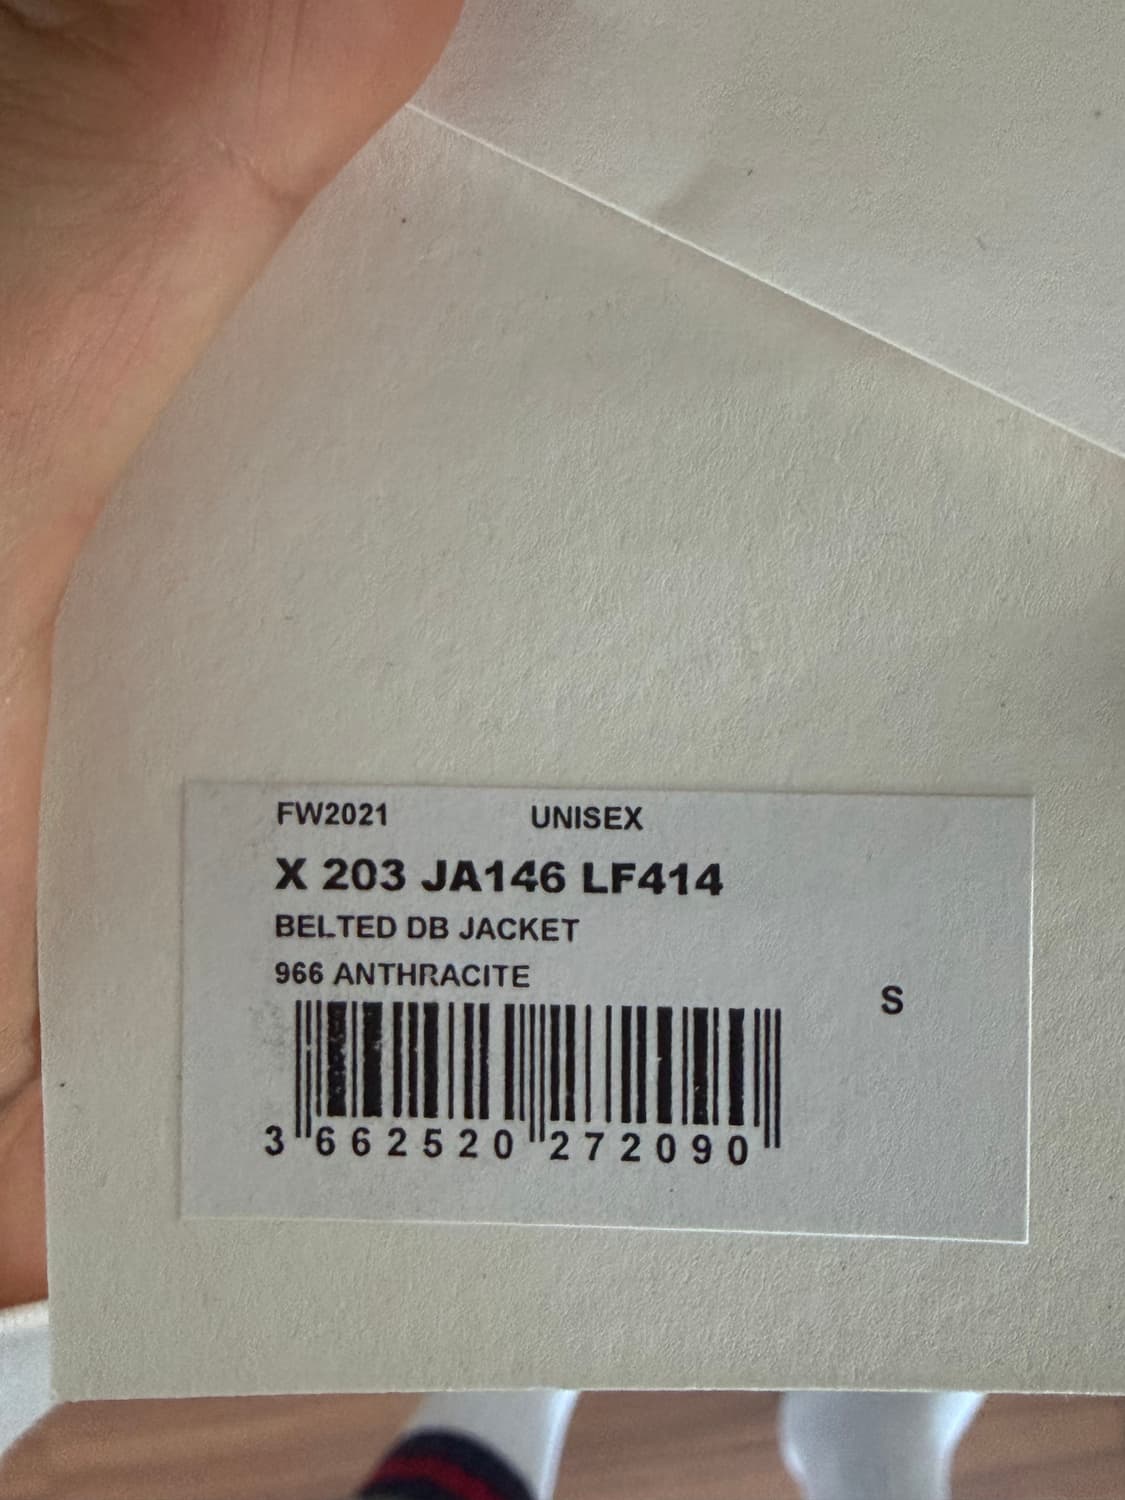 FW2021 UNISEX
X 203 JA146 LF414
BELTED DB JACKET
966 ANTHRACITE
S
3 662520 272090